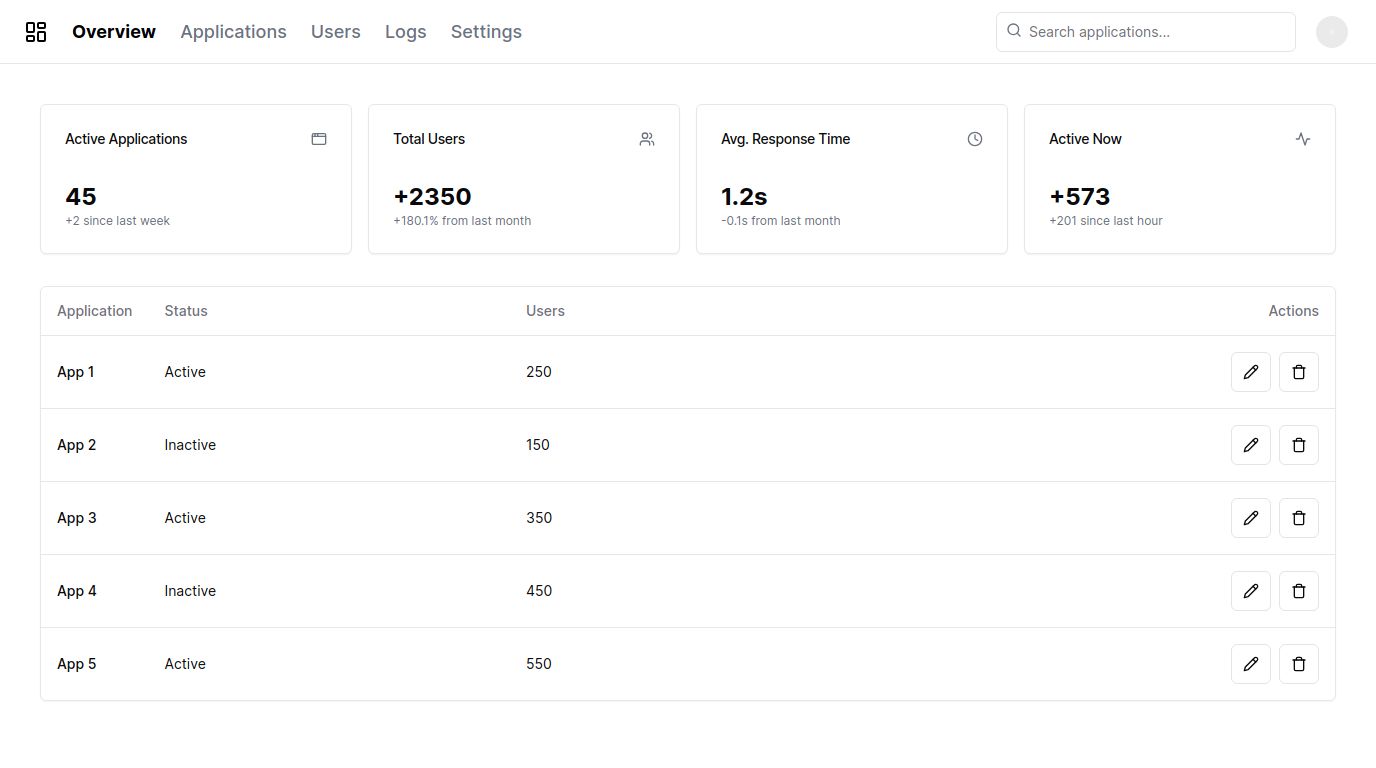 Overview Applications Users Logs Settings Search applications...
Active Applications Total Users Avg. Response Time Active Now
45 +2350 1.2s +573
+2 since last week +180.1% from last month -0.1s from last month +201 since last hour
Application Status Users Actions
App 1 Active 250
App 2 Inactive 150
App 3 Active 350
App 4 Inactive 450
App 5 Active 550